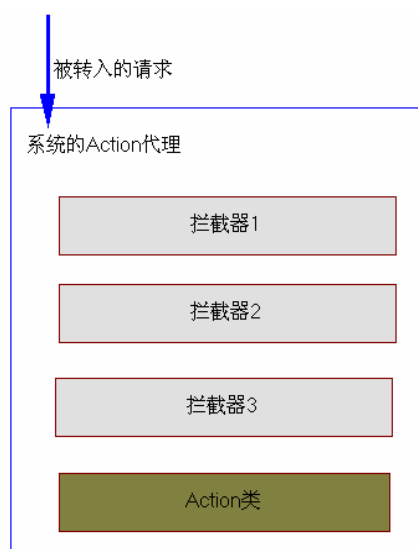 被转入的请求
系统的Action代理
拦截器1
拦截器2
拦截器3
Action类